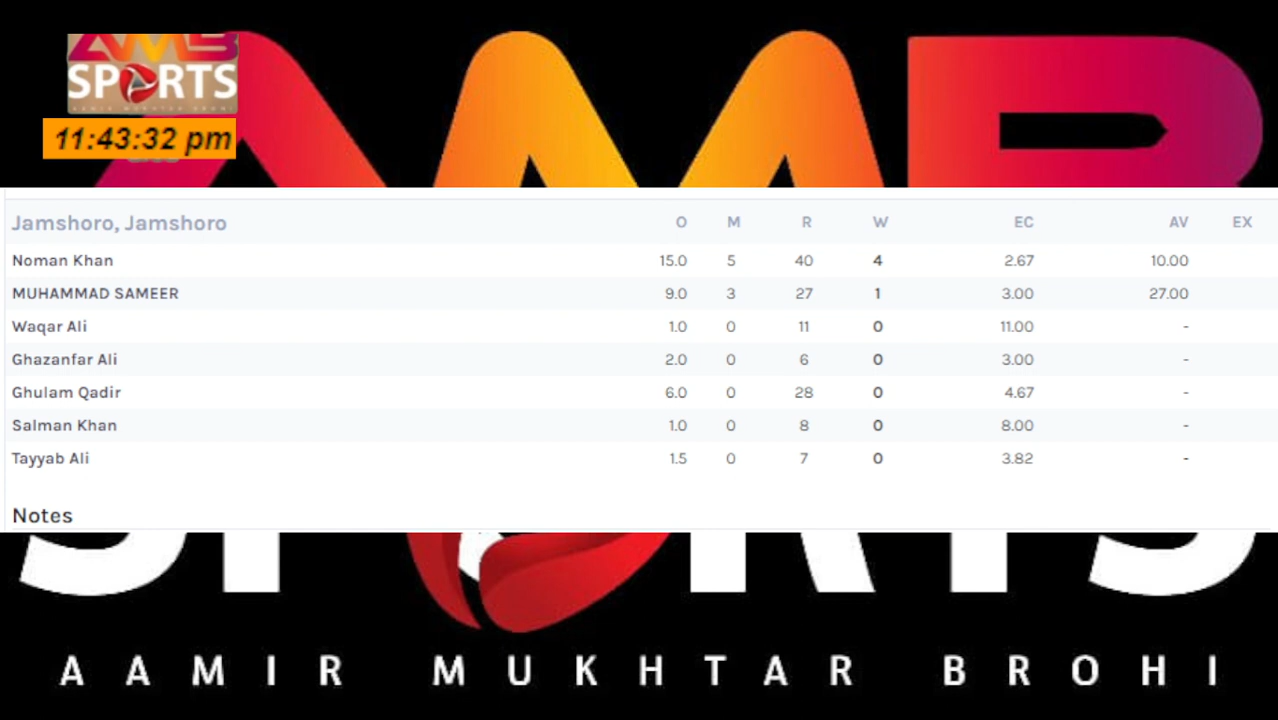 AMB
SPORTS
11:43:32 pm
Jamshoro, Jamshoro O M R W EC AV EX
Noman Khan 15.0 5 40 4 2.67 10.00
MUHAMMAD SAMEER 9.0 3 27 1 3.00 27.00
Waqar Ali 1.0 0 11 0 11.00 -
Ghazanfar Ali 2.0 0 6 0 3.00 -
Ghulam Qadir 6.0 0 28 0 4.67 -
Salman Khan 1.0 0 8 0 8.00 -
Tayyab Ali 1.5 0 7 0 3.82 -
Notes
SPORTS
AAMIR MUKHTAR BROHI